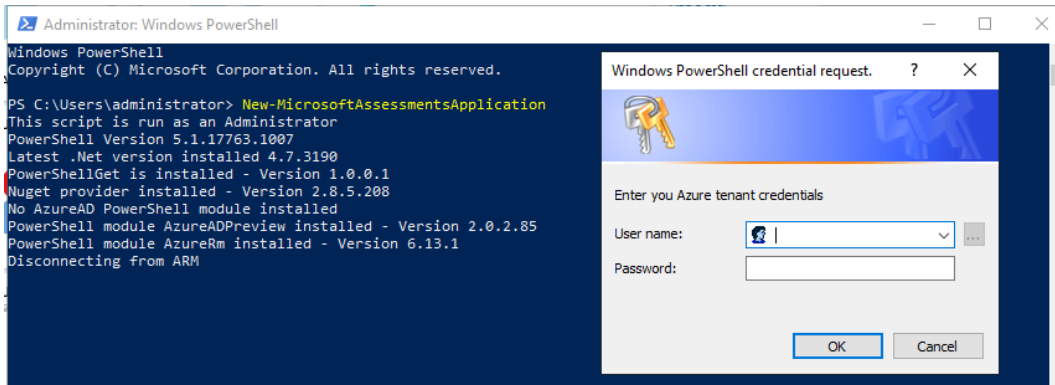 Administrator: Windows PowerShell
Windows PowerShell
Copyright (C) Microsoft Corporation. All rights reserved.
PS C:\Users\administrator> New-MicrosoftAssessmentsApplication
This script is run as an Administrator
PowerShell Version 5.1.17763.1007
Latest .Net version installed 4.7.3190
PowerShellGet is installed - Version 1.0.0.1
Nuget provider installed - Version 2.8.5.208
No AzureAD PowerShell module installed
PowerShell module AzureADPreview installed - Version 2.0.2.85
PowerShell module AzureRm installed - Version 6.13.1
Disconnecting from ARM
Windows PowerShell credential request. ?
Enter you Azure tenant credentials
User name:
...
Password:
OK Cancel